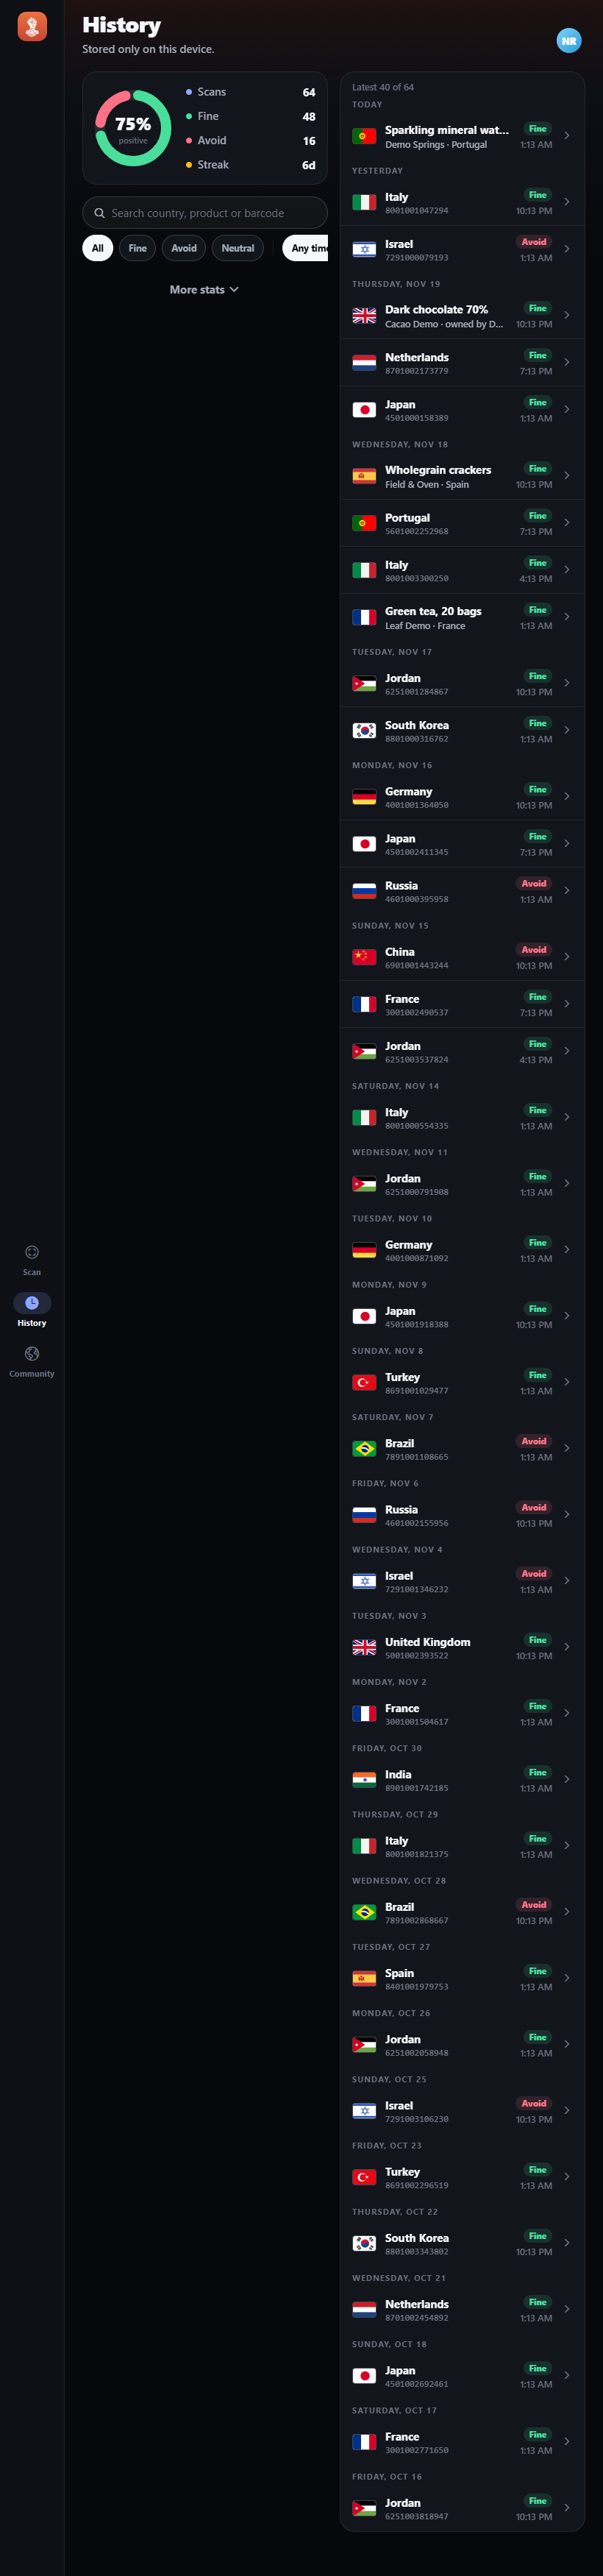 History
Stored only on this device.
NR
75%
positive
Scans 64
Fine 48
Avoid 16
Streak 6d
Search country, product or barcode
All Fine Avoid Neutral Any time
More stats
Scan
History
Community
Latest 40 of 64
TODAY
Sparkling mineral wat... Fine
Demo Springs · Portugal 1:13 AM
YESTERDAY
Italy Fine
8001001047294 10:13 PM
Israel Avoid
7291000079193 1:13 AM
THURSDAY, NOV 19
Dark chocolate 70% Fine
Cacao Demo · owned by D... 10:13 PM
Netherlands Fine
8701002173779 7:13 PM
Japan Fine
4501000158389 1:13 AM
WEDNESDAY, NOV 18
Wholegrain crackers Fine
Field & Oven · Spain 10:13 PM
Portugal Fine
5601002252968 7:13 PM
Italy Fine
8001003300250 4:13 PM
Green tea, 20 bags Fine
Leaf Demo · France 1:13 AM
TUESDAY, NOV 17
Jordan Fine
6251001284867 10:13 PM
South Korea Fine
8801000316762 1:13 AM
MONDAY, NOV 16
Germany Fine
4001001364050 10:13 PM
Japan Fine
4501002411345 7:13 PM
Russia Avoid
4601000395958 1:13 AM
SUNDAY, NOV 15
China Avoid
6901001443244 10:13 PM
France Fine
3001002490537 7:13 PM
Jordan Fine
6251003537824 4:13 PM
SATURDAY, NOV 14
Italy Fine
8001000554335 1:13 AM
WEDNESDAY, NOV 11
Jordan Fine
6251000791908 1:13 AM
TUESDAY, NOV 10
Germany Fine
4001000871092 1:13 AM
MONDAY, NOV 9
Japan Fine
4501001918388 10:13 PM
SUNDAY, NOV 8
Turkey Fine
8691001029477 1:13 AM
SATURDAY, NOV 7
Brazil Avoid
7891001108665 1:13 AM
FRIDAY, NOV 6
Russia Avoid
4601002155956 10:13 PM
WEDNESDAY, NOV 4
Israel Avoid
7291001346232 1:13 AM
TUESDAY, NOV 3
United Kingdom Fine
5001002393522 10:13 PM
MONDAY, NOV 2
France Fine
3001001504617 1:13 AM
FRIDAY, OCT 30
India Fine
8901001742185 1:13 AM
THURSDAY, OCT 29
Italy Fine
8001001821375 1:13 AM
WEDNESDAY, OCT 28
Brazil Avoid
7891002868667 10:13 PM
TUESDAY, OCT 27
Spain Fine
8401001979753 1:13 AM
MONDAY, OCT 26
Jordan Fine
6251002058948 1:13 AM
SUNDAY, OCT 25
Israel Avoid
7291003106230 10:13 PM
FRIDAY, OCT 23
Turkey Fine
8691002296519 1:13 AM
THURSDAY, OCT 22
South Korea Fine
8801003343802 10:13 PM
WEDNESDAY, OCT 21
Netherlands Fine
8701002454892 1:13 AM
SUNDAY, OCT 18
Japan Fine
4501002692461 1:13 AM
SATURDAY, OCT 17
France Fine
3001002771650 1:13 AM
FRIDAY, OCT 16
Jordan Fine
6251003818947 10:13 PM